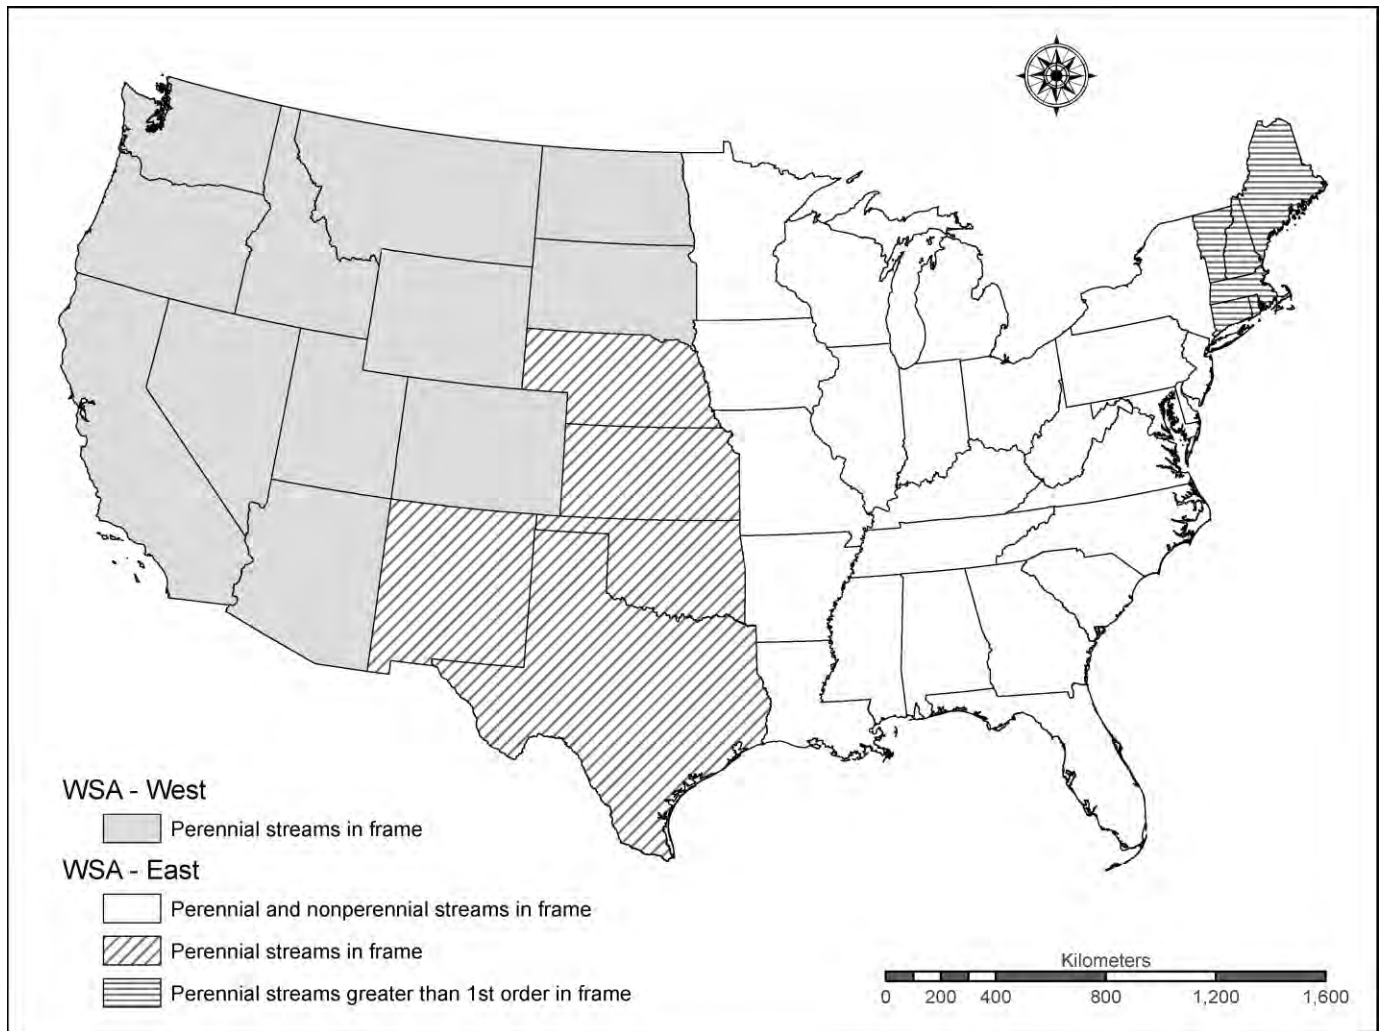 WSA - West
Perennial streams in frame
WSA - East
Perennial and nonperennial streams in frame
Perennial streams in frame
Perennial streams greater than 1st order in frame
Kilometers
0 200 400 800 1,200 1,600